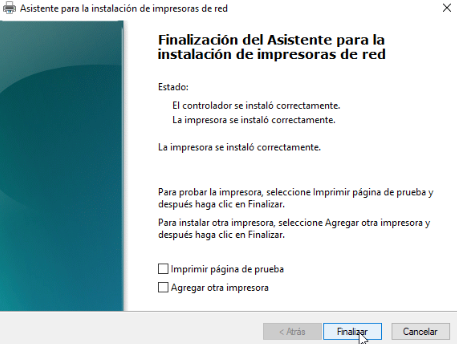 Asistente para la instalación de impresoras de red
Finalización del Asistente para la
instalación de impresoras de red
Estado:
El controlador se instaló correctamente.
La impresora se instaló correctamente.
La impresora se instaló correctamente.
Para probar la impresora, seleccione Imprimir página de prueba y
después haga clic en Finalizar.
Para instalar otra impresora, seleccione Agregar otra impresora y
después haga clic en Finalizar.
Imprimir página de prueba
Agregar otra impresora
< Atrás
Finalizar
Cancelar